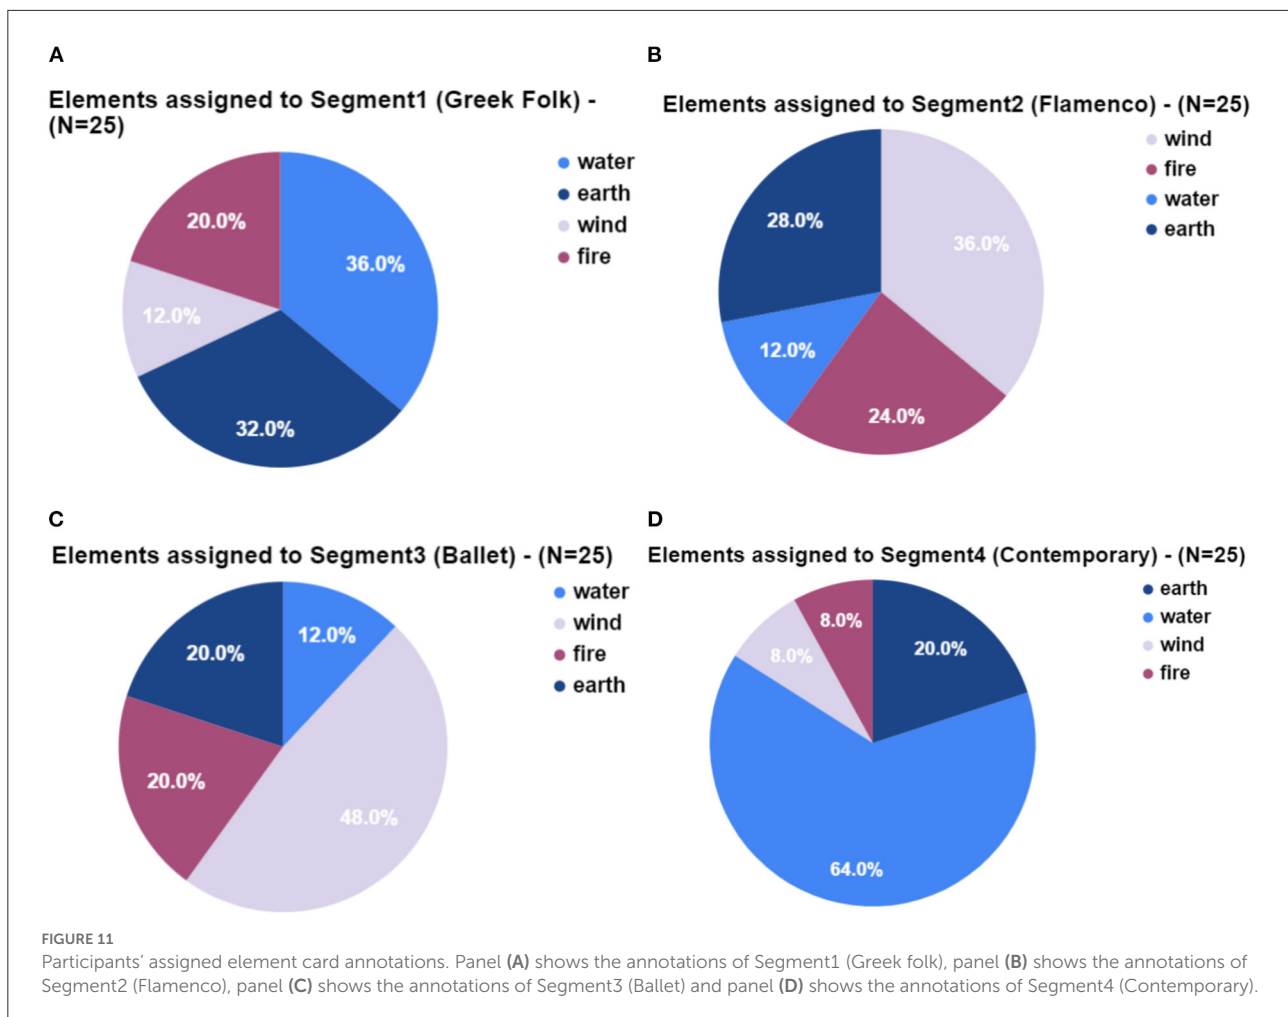 A
Elements assigned to Segment1 (Greek Folk) -
(N=25)
water
earth
wind
fire
20.0%
36.0%
12.0%
32.0%
B
Elements assigned to Segment2 (Flamenco) - (N=25)
wind
fire
water
earth
28.0%
36.0%
12.0%
24.0%
C
Elements assigned to Segment3 (Ballet) - (N=25)
water
wind
fire
earth
12.0%
20.0%
20.0%
48.0%
D
Elements assigned to Segment4 (Contemporary) - (N=25)
earth
water
wind
fire
8.0%
20.0%
8.0%
64.0%
FIGURE 11
Participants' assigned element card annotations. Panel (A) shows the annotations of Segment1 (Greek folk), panel (B) shows the annotations of
Segment2 (Flamenco), panel (C) shows the annotations of Segment3 (Ballet) and panel (D) shows the annotations of Segment4 (Contemporary).